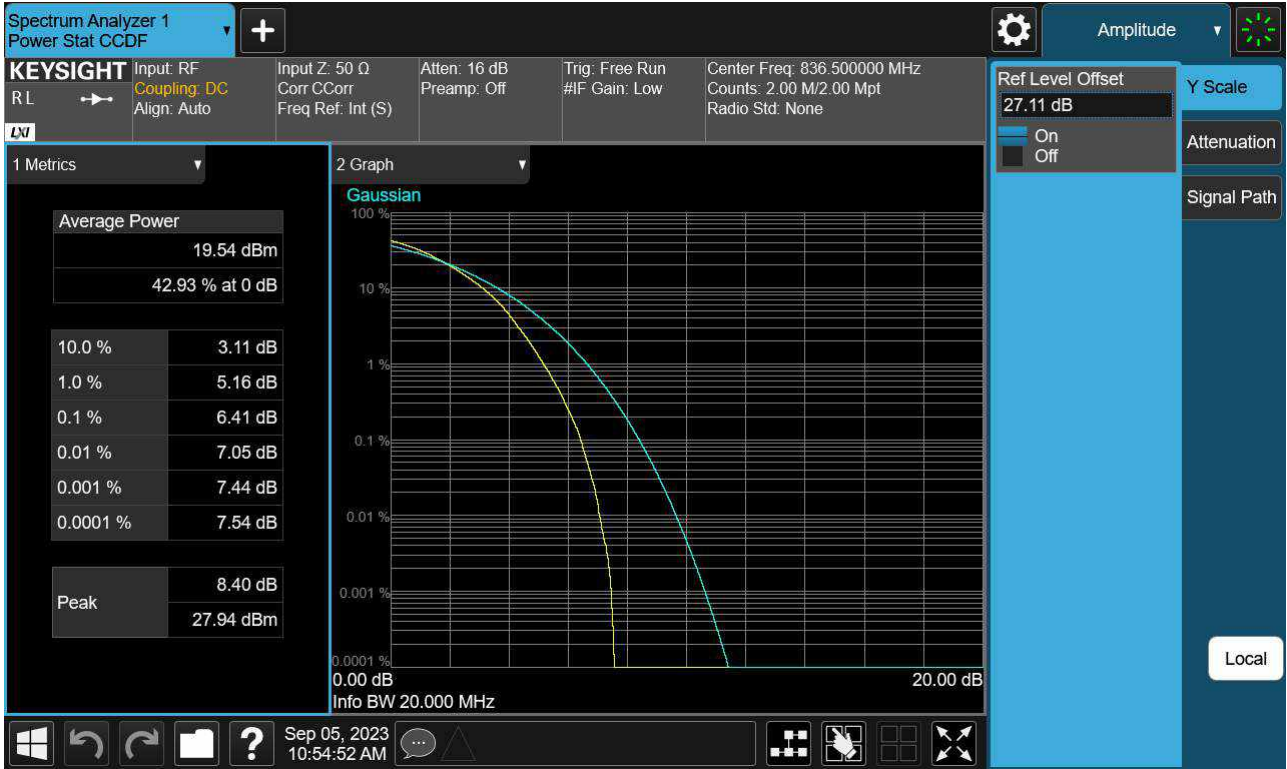 Spectrum Analyzer 1
Power Stat CCDF
+
Amplitude
KEYSIGHT
R L
LXI
Input: RF
Coupling: DC
Align: Auto
Input Z: 50 Ω
Corr CCorr
Freq Ref: Int (S)
Atten: 16 dB
Preamp: Off
Trig: Free Run
#IF Gain: Low
Center Freq: 836.500000 MHz
Counts: 2.00 M/2.00 Mpt
Radio Std: None
Ref Level Offset
27.11 dB
On
Off
Y Scale
Attenuation
Signal Path
Local
1 Metrics
Average Power
19.54 dBm
42.93 % at 0 dB
10.0 % 3.11 dB
1.0 % 5.16 dB
0.1 % 6.41 dB
0.01 % 7.05 dB
0.001 % 7.44 dB
0.0001 % 7.54 dB
Peak
8.40 dB
27.94 dBm
2 Graph
Gaussian
100 %
10 %
1 %
0.1 %
0.01 %
0.001 %
0.0001 %
0.00 dB 20.00 dB
Info BW 20.000 MHz
?
Sep 05, 2023
10:54:52 AM